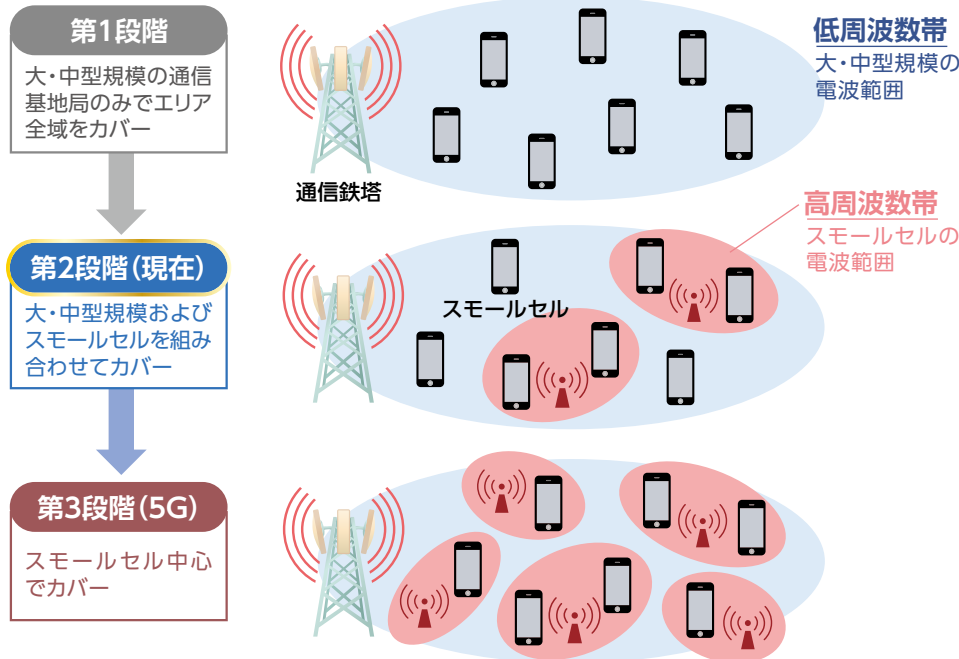 第1段階
大・中型規模の通信
基地局のみでエリア
全域をカバー
通信鉄塔
低周波数帯
大・中型規模の
電波範囲
高周波数帯
スモールセルの
電波範囲
第2段階(現在)
大・中型規模および
スモールセルを組み
合わせてカバー
スモールセル
第3段階(5G)
スモールセル中心
でカバー